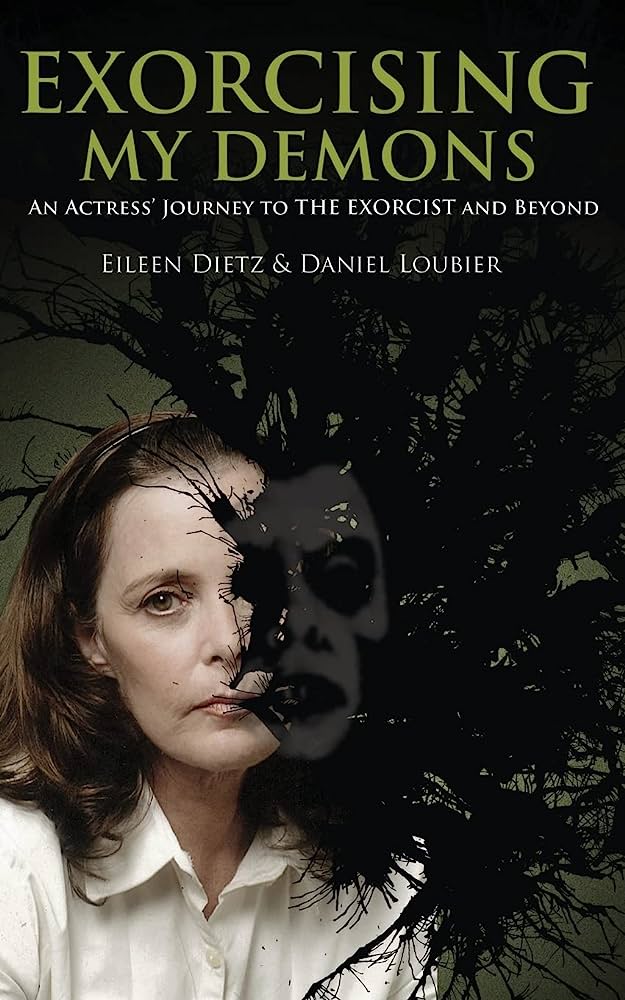 EXORCISING
MY DEMONS
AN ACTRESS' JOURNEY TO THE EXORCIST AND BEYOND
EILEEN DIETZ & DANIEL LOUBIER